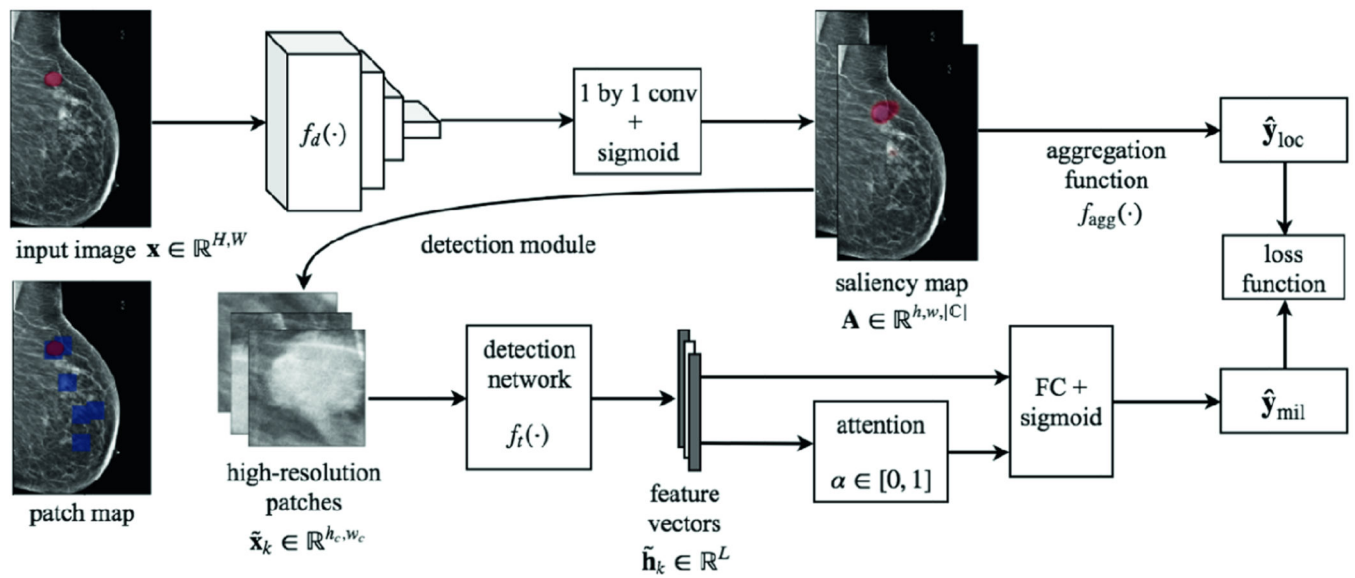 f_d(·)
1 by 1 conv
+
sigmoid
aggregation
function
f_agg(·)
ŷ_loc
input image x ∈ ℝ^{H,W}
detection module
saliency map
A ∈ ℝ^{h,w,|ℂ|}
loss
function
patch map
high-resolution
patches
x̃_k ∈ ℝ^{h_c,w_c}
detection
network
f_t(·)
feature
vectors
h̃_k ∈ ℝ^L
attention
α ∈ [0, 1]
FC +
sigmoid
ŷ_mil